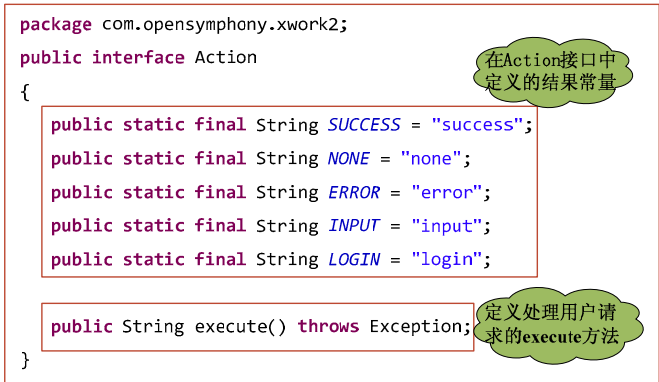 package com.opensymphony.xwork2;
public interface Action
在Action接口中
定义的结果常量
{
public static final String SUCCESS = "success";
public static final String NONE = "none";
public static final String ERROR = "error";
public static final String INPUT = "input";
public static final String LOGIN = "login";
public String execute() throws Exception;
定义处理用户请
求的execute方法
}